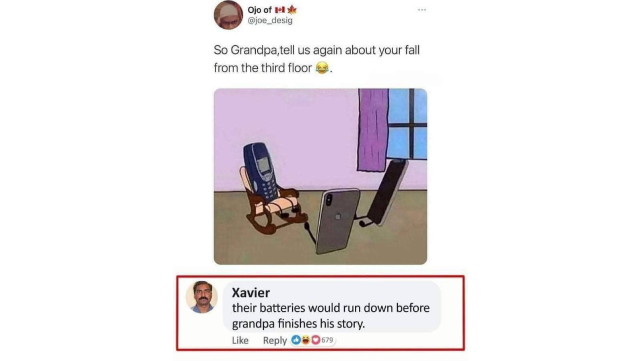 Ojo of 🇨🇦🍁
@joe_desig
So Grandpa,tell us again about your fall
from the third floor 😂.
Xavier
their batteries would run down before
grandpa finishes his story.
Like Reply 679